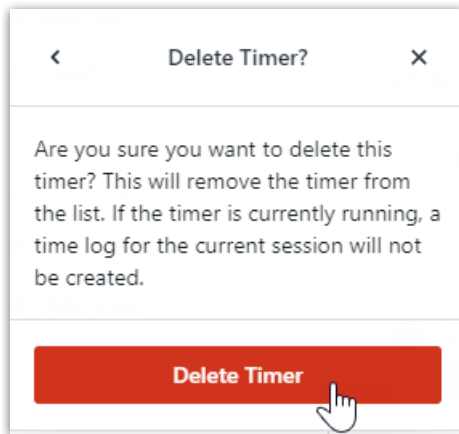 Delete Timer?
Are you sure you want to delete this
timer? This will remove the timer from
the list. If the timer is currently running, a
time log for the current session will not
be created.
Delete Timer